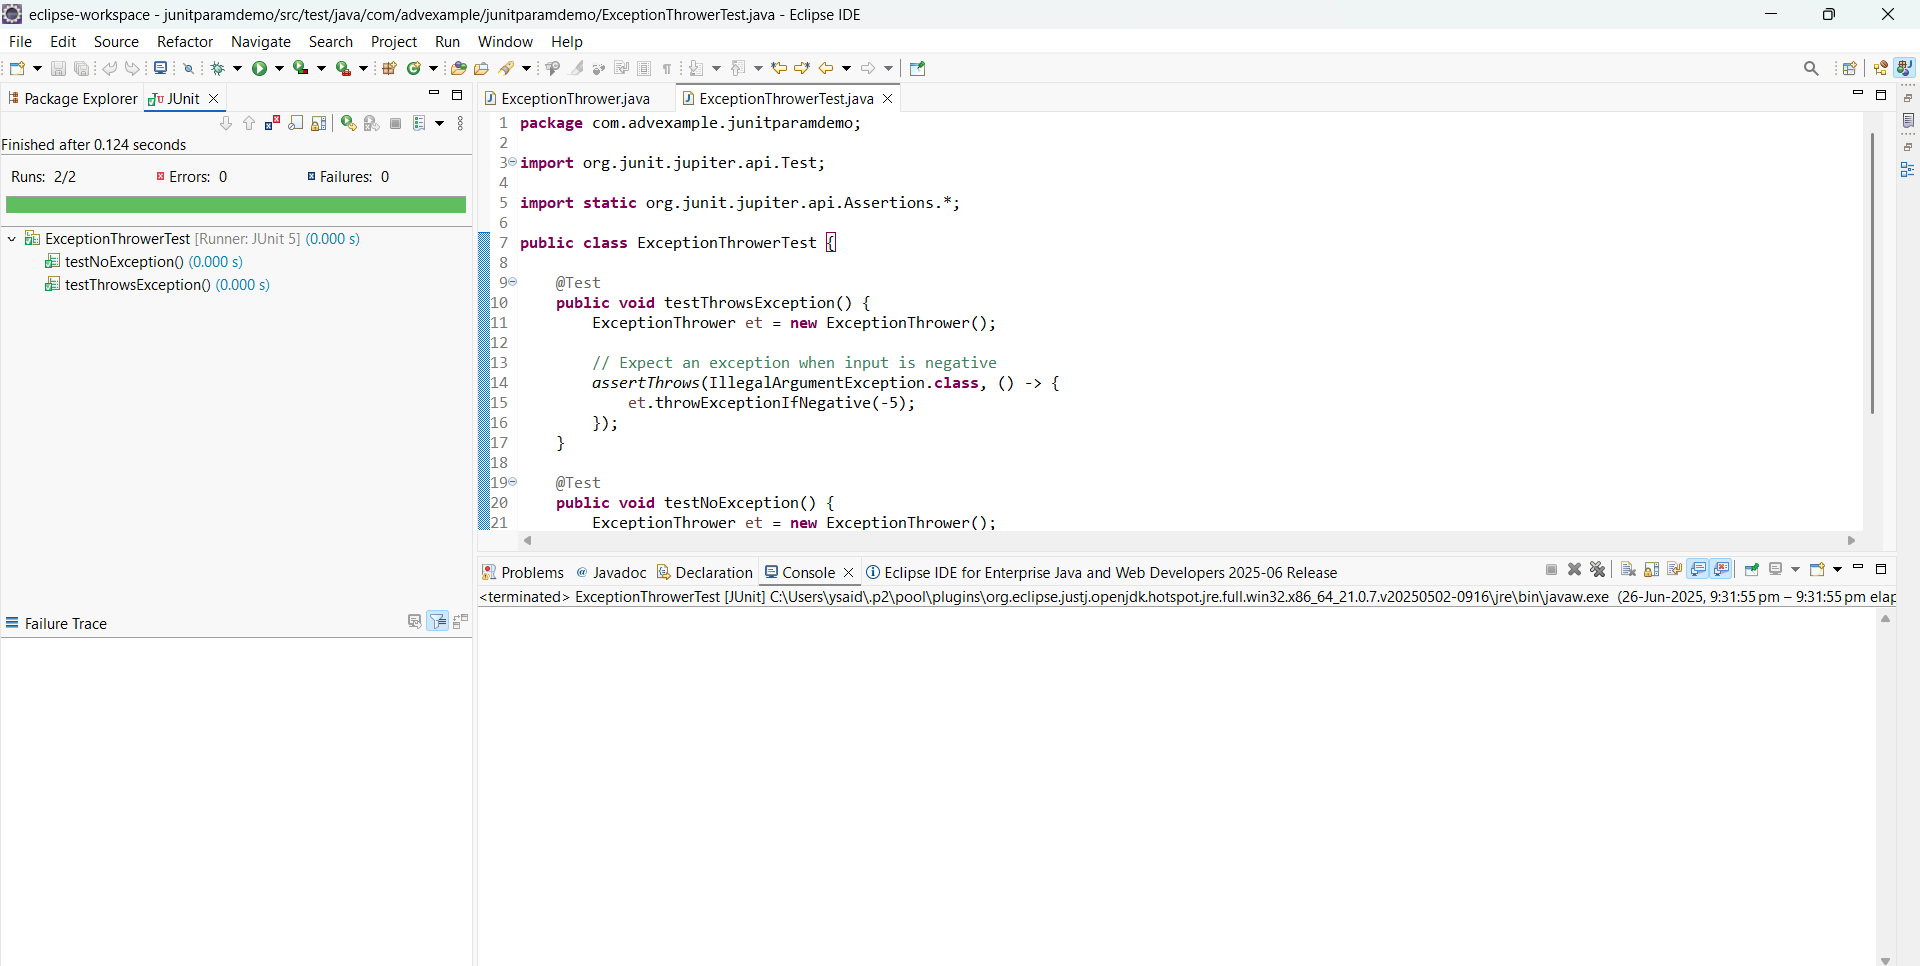 eclipse-workspace - junitparamdemo/src/test/java/com/advexample/junitparamdemo/ExceptionThrowerTest.java - Eclipse IDE
File Edit Source Refactor Navigate Search Project Run Window Help
Package Explorer JUnit
Finished after 0.124 seconds
Runs: 2/2 Errors: 0 Failures: 0
ExceptionThrowerTest [Runner: JUnit 5] (0.000 s)
testNoException() (0.000 s)
testThrowsException() (0.000 s)
Failure Trace
ExceptionThrower.java ExceptionThrowerTest.java
1 package com.advexample.junitparamdemo;
2
3 import org.junit.jupiter.api.Test;
4
5 import static org.junit.jupiter.api.Assertions.*;
6
7 public class ExceptionThrowerTest {
8
9 @Test
10 public void testThrowsException() {
11 ExceptionThrower et = new ExceptionThrower();
12
13 // Expect an exception when input is negative
14 assertThrows(IllegalArgumentException.class, () -> {
15 et.throwExceptionIfNegative(-5);
16 });
17 }
18
19 @Test
20 public void testNoException() {
21 ExceptionThrower et = new ExceptionThrower();
Problems Javadoc Declaration Console Eclipse IDE for Enterprise Java and Web Developers 2025-06 Release
<terminated> ExceptionThrowerTest [JUnit] C:\Users\ysaid\.p2\pool\plugins\org.eclipse.justj.openjdk.hotspot.jre.full.win32.x86_64_21.0.7.v20250502-0916\jre\bin\javaw.exe (26-Jun-2025, 9:31:55 pm – 9:31:55 pm elap